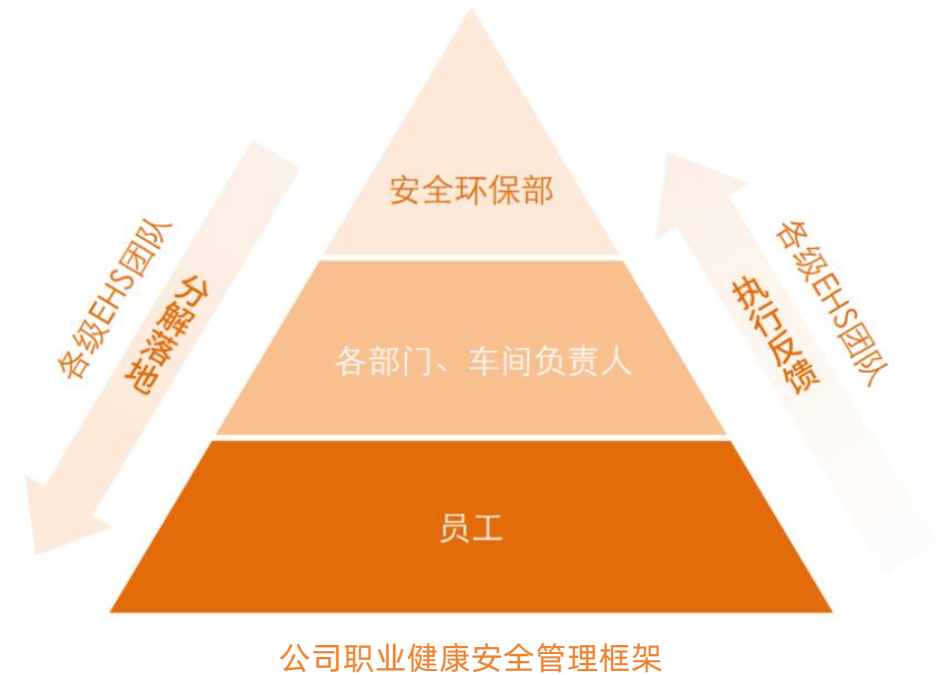 安全环保部
各级EHS团队
分解落地
各级EHS团队
执行反馈
各部门、车间负责人
员工
公司职业健康安全管理框架